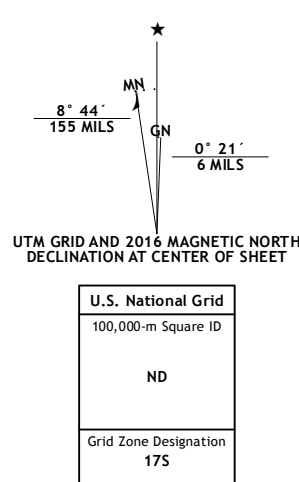 MN
8° 44´
155 MILS
GN
0° 21´
6 MILS
UTM GRID AND 2016 MAGNETIC NORTH
DECLINATION AT CENTER OF SHEET
U.S. National Grid
100,000-m Square ID
ND
Grid Zone Designation
17S